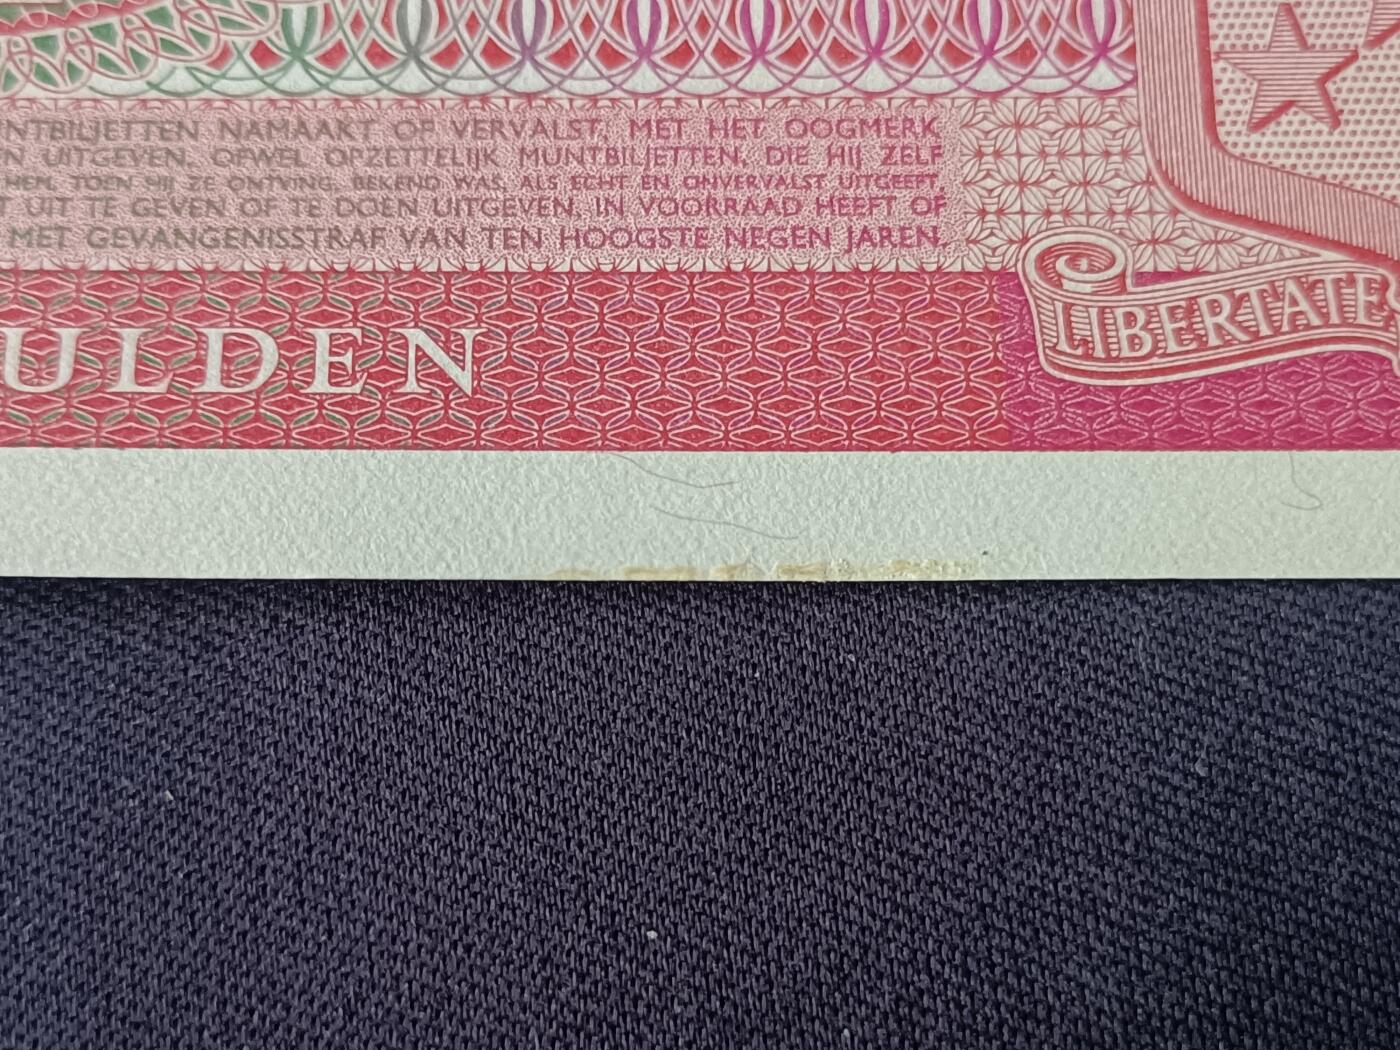 NTBILJETTEN NAMAAKT OF VERVALST, MET HET OOGMERK
N UITGEVEN, OFWEL OPZETTELIJK MUNTBILJETTEN, DIE HIJ ZELF
HEN, TOEN HIJ ZE ONTVING, BEKEND WAS, ALS ECHT EN ONVERVALST UITGEEFT,
UIT TE GEVEN OF TE DOEN UITGEVEN, IN VOORRAAD HEEFT OF
MET GEVANGENISSTRAF VAN TEN HOOGSTE NEGEN JAREN.
LIBERTATE
ULDEN